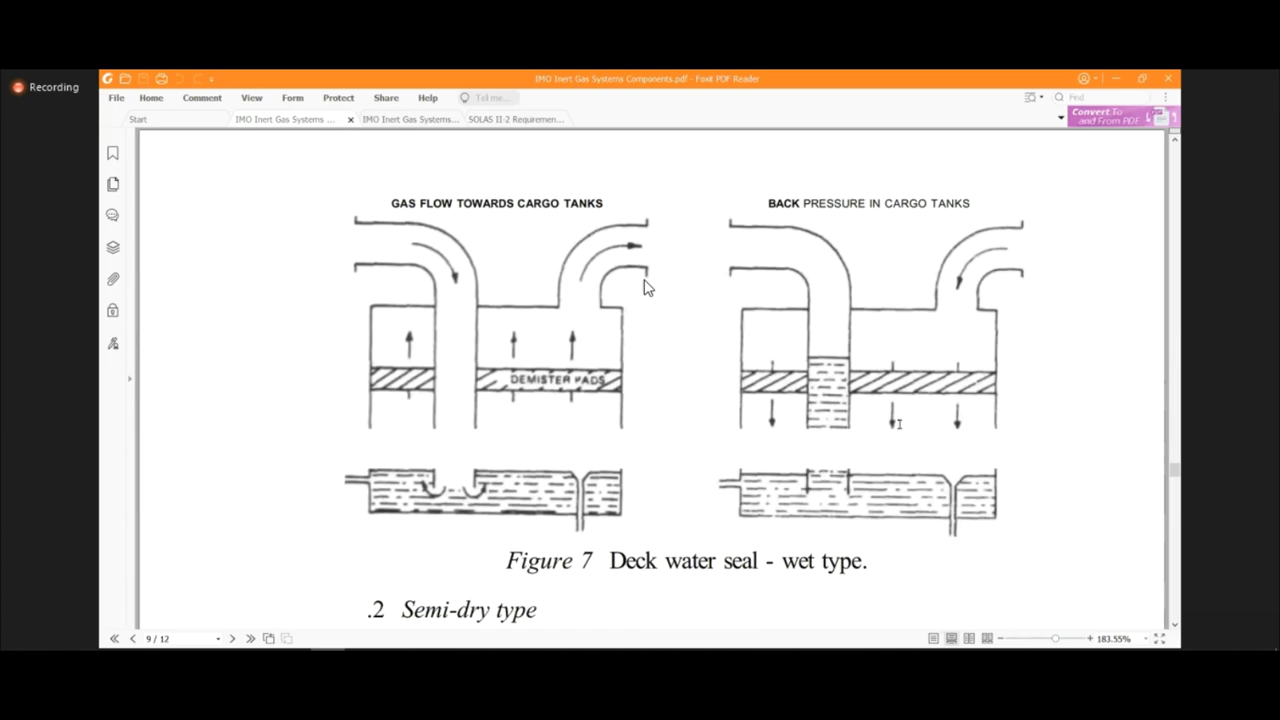 Recording
IMO Inert Gas Systems Components.pdf - Foxit PDF Reader
File Home Comment View Form Protect Share Help Tell me... Find
Start IMO Inert Gas Systems ... IMO Inert Gas Systems... SOLAS II-2 Requiremen...
Convert To
and From PDF
GAS FLOW TOWARDS CARGO TANKS
BACK PRESSURE IN CARGO TANKS
DEMISTER PADS
Figure 7 Deck water seal - wet type.
.2 Semi-dry type
9 / 12
183.55%